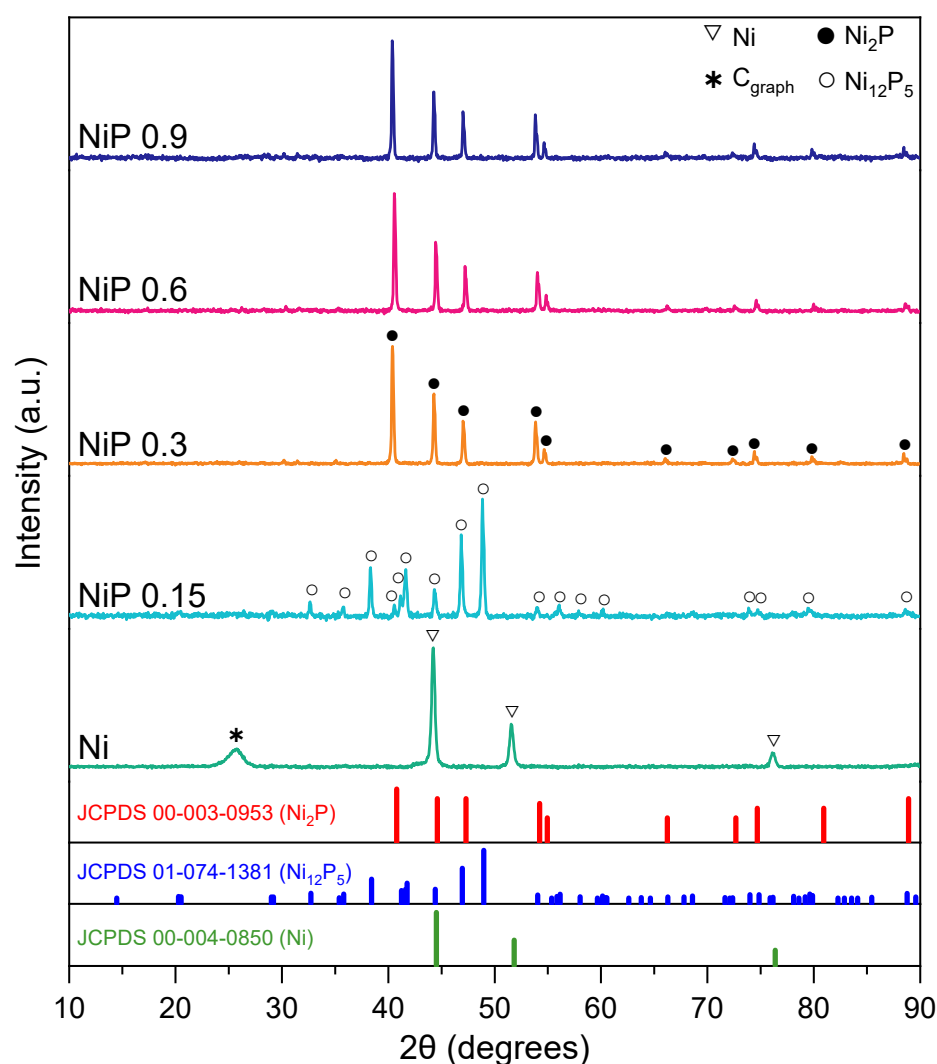 ▽ Ni ● Ni₂P
✱ C_graph ○ Ni₁₂P₅
NiP 0.9
NiP 0.6
NiP 0.3
NiP 0.15
Ni
JCPDS 00-003-0953 (Ni₂P)
JCPDS 01-074-1381 (Ni₁₂P₅)
JCPDS 00-004-0850 (Ni)
Intensity (a.u.)
10 20 30 40 50 60 70 80 90
2θ (degrees)